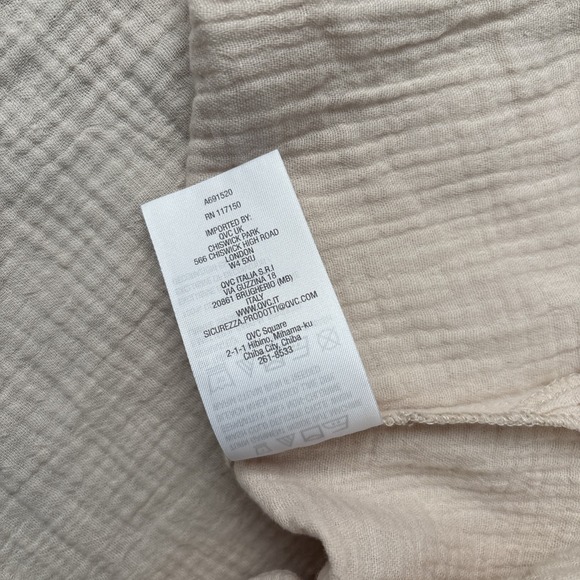 A691520
RN 117150
IMPORTED BY:
QVC UK
CHISWICK PARK
566 CHISWICK HIGH ROAD
LONDON
W4 5XU
QVC ITALIA S.R.I
VIA GUZZINA 18
20861 BRUGHERIO (MB)
ITALY
WWW.QVC.IT
SICUREZZA.PRODOTTI@QVC.COM
QVC Square
2-1-1 Hibino, Mihama-ku
Chiba City, Chiba
261-8533